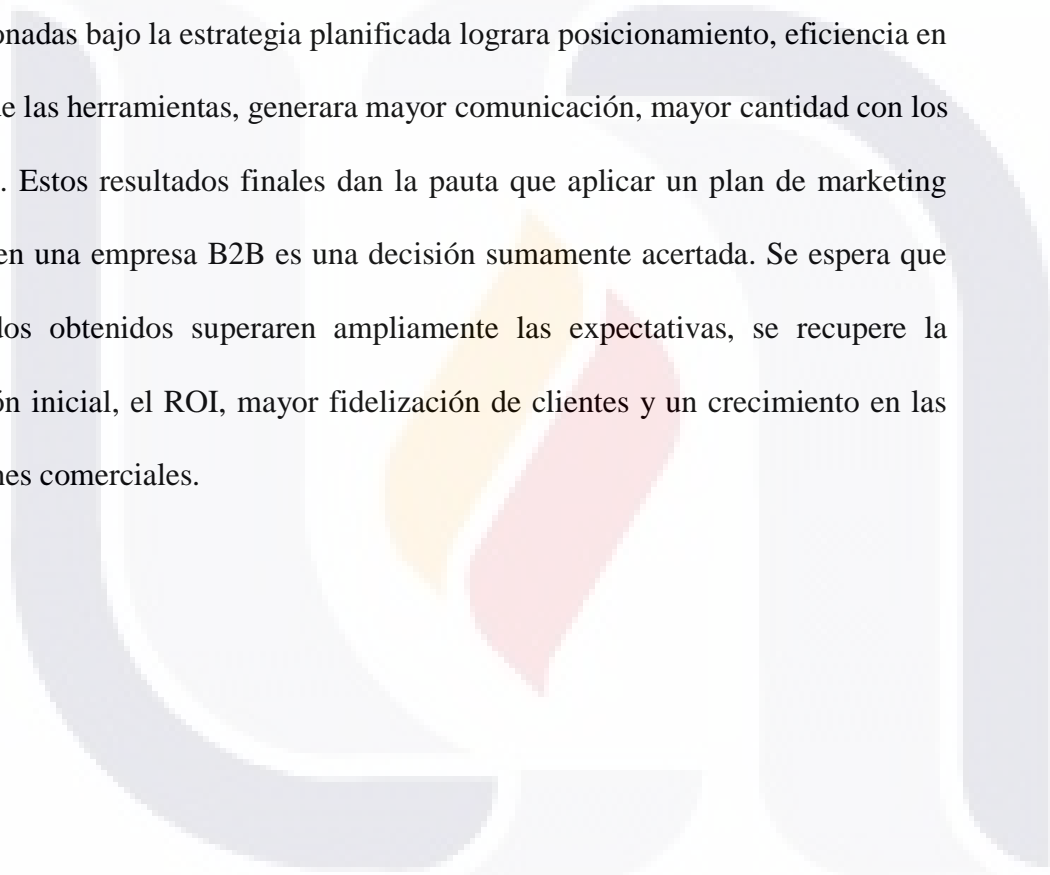 onadas bajo la estrategia planificada lograra posicionamiento, eficiencia en
e las herramientas, generara mayor comunicación, mayor cantidad con los
. Estos resultados finales dan la pauta que aplicar un plan de marketing
en una empresa B2B es una decisión sumamente acertada. Se espera que
dos obtenidos superaren ampliamente las expectativas, se recupere la
ón inicial, el ROI, mayor fidelización de clientes y un crecimiento en las
nes comerciales.